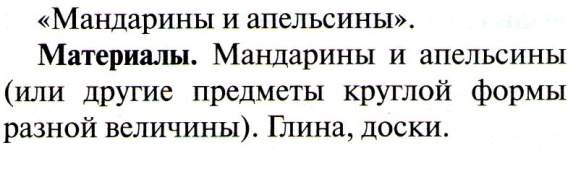 «Мандарины и апельсины».
Материалы. Мандарины и апельсины
(или другие предметы круглой формы
разной величины). Глина, доски.